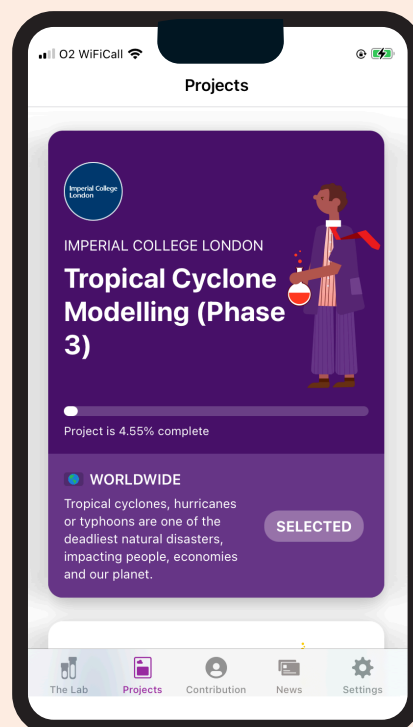 O2 WiFiCall
Projects
Imperial College
London
IMPERIAL COLLEGE LONDON
Tropical Cyclone
Modelling (Phase
3)
Project is 4.55% complete
WORLDWIDE
Tropical cyclones, hurricanes
or typhoons are one of the
deadliest natural disasters,
impacting people, economies
and our planet.
SELECTED
The Lab
Projects
Contribution
News
Settings